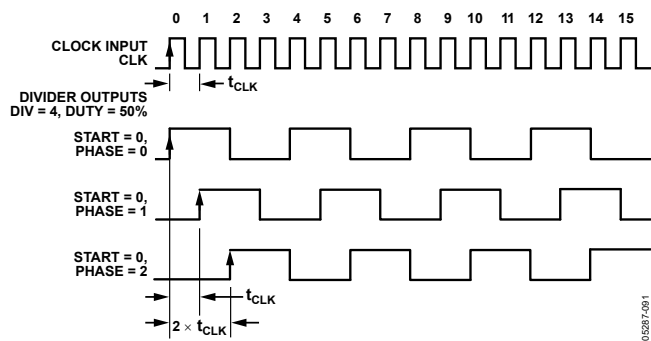 0 1 2 3 4 5 6 7 8 9 10 11 12 13 14 15
CLOCK INPUT
CLK
tCLK
DIVIDER OUTPUTS
DIV = 4, DUTY = 50%
START = 0,
PHASE = 0
START = 0,
PHASE = 1
START = 0,
PHASE = 2
tCLK
2 × tCLK
05287-091